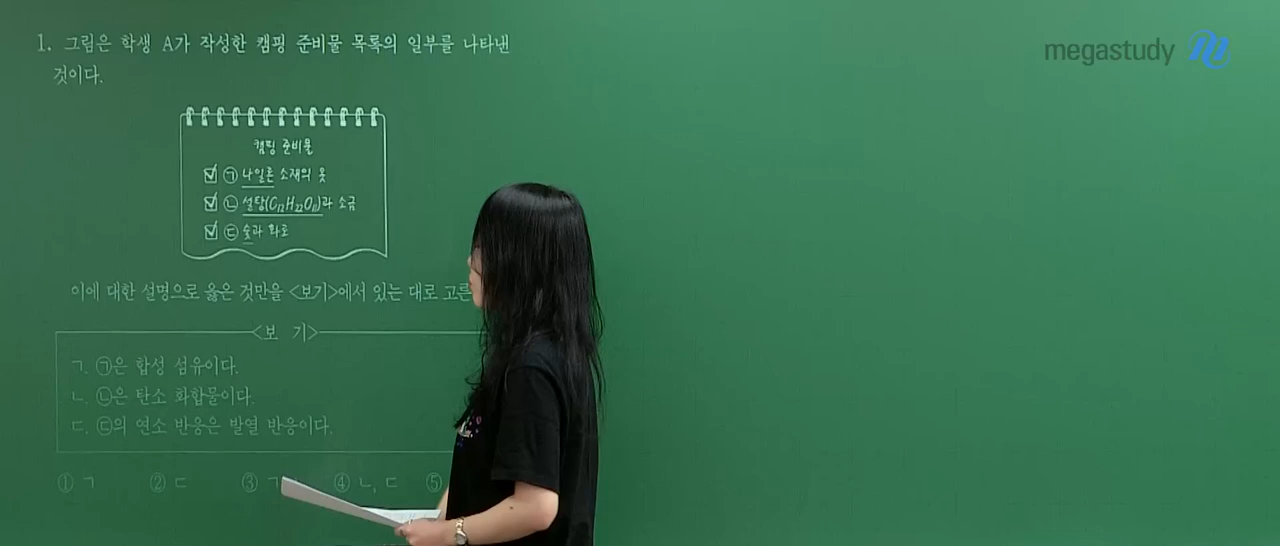 1. 그림은 학생 A가 작성한 캠핑 준비물 목록의 일부를 나타낸
것이다.
megastudy
캠핑 준비물
㉠ 나일론 소재의 옷
㉡ 설탕(C₁₂H₂₂O₁₁)과 소금
㉢ 숯과 화로
이에 대한 설명으로 옳은 것만을 <보기>에서 있는 대로 고른
<보 기>
ㄱ. ㉠은 합성 섬유이다.
ㄴ. ㉡은 탄소 화합물이다.
ㄷ. ㉢의 연소 반응은 발열 반응이다.
① ㄱ ② ㄷ ③ ㄱ ④ ㄴ, ㄷ ⑤